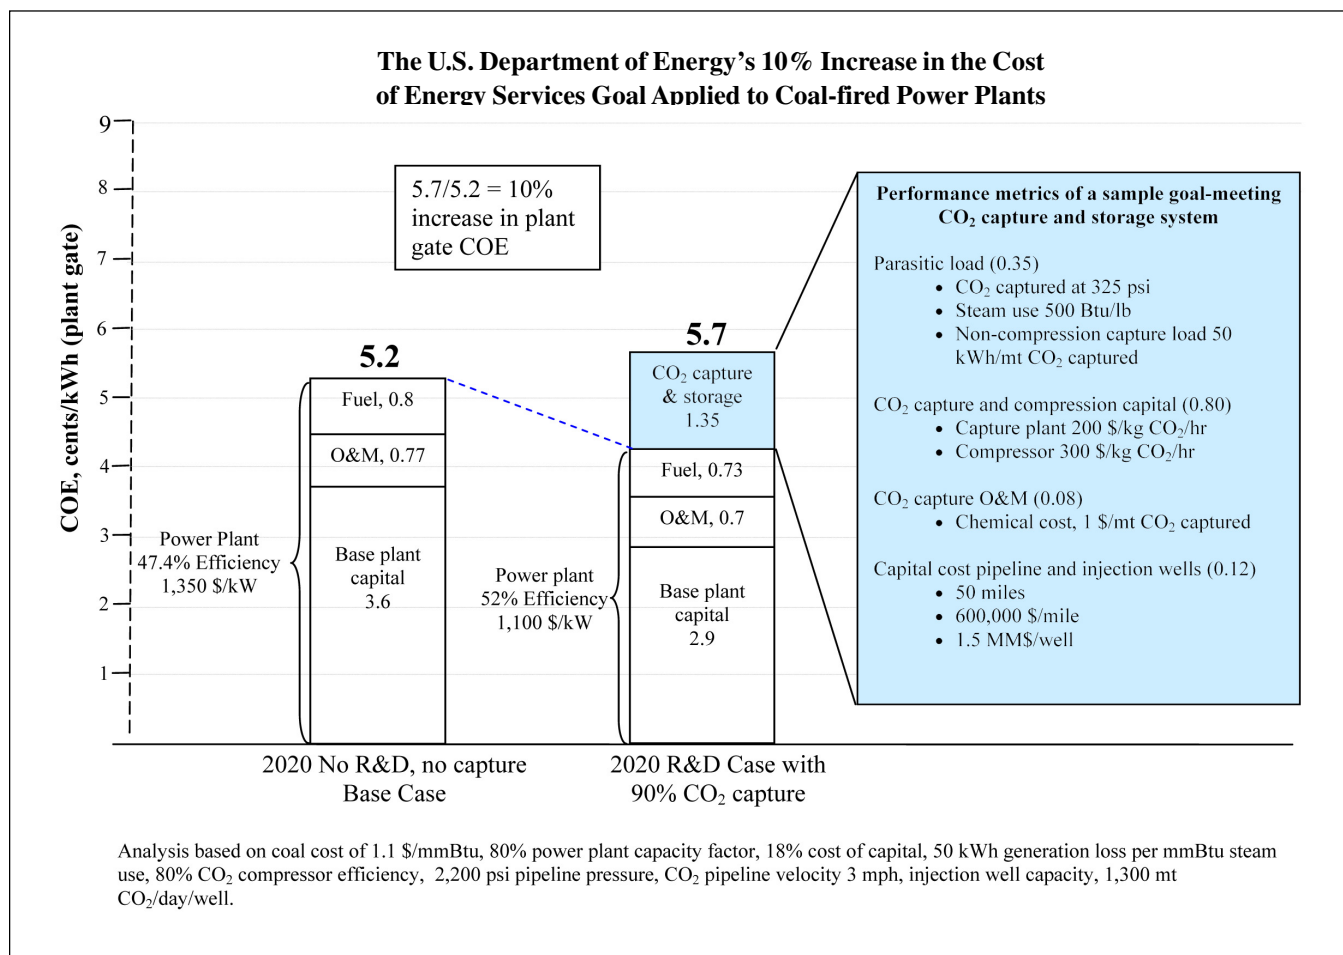 The U.S. Department of Energy's 10% Increase in the Cost
of Energy Services Goal Applied to Coal-fired Power Plants
COE, cents/kWh (plant gate)
9
8
7
6
5
4
3
2
1
5.7/5.2 = 10%
increase in plant
gate COE
5.2
Fuel, 0.8
O&M, 0.77
Base plant
capital
3.6
Power Plant
47.4% Efficiency
1,350 $/kW
5.7
CO₂ capture
& storage
1.35
Fuel, 0.73
O&M, 0.7
Base plant
capital
2.9
Power plant
52% Efficiency
1,100 $/kW
2020 No R&D, no capture
Base Case
2020 R&D Case with
90% CO₂ capture
Performance metrics of a sample goal-meeting
CO₂ capture and storage system
Parasitic load (0.35)
• CO₂ captured at 325 psi
• Steam use 500 Btu/lb
• Non-compression capture load 50
kWh/mt CO₂ captured
CO₂ capture and compression capital (0.80)
• Capture plant 200 $/kg CO₂/hr
• Compressor 300 $/kg CO₂/hr
CO₂ capture O&M (0.08)
• Chemical cost, 1 $/mt CO₂ captured
Capital cost pipeline and injection wells (0.12)
• 50 miles
• 600,000 $/mile
• 1.5 MM$/well
Analysis based on coal cost of 1.1 $/mmBtu, 80% power plant capacity factor, 18% cost of capital, 50 kWh generation loss per mmBtu steam
use, 80% CO₂ compressor efficiency, 2,200 psi pipeline pressure, CO₂ pipeline velocity 3 mph, injection well capacity, 1,300 mt
CO₂/day/well.